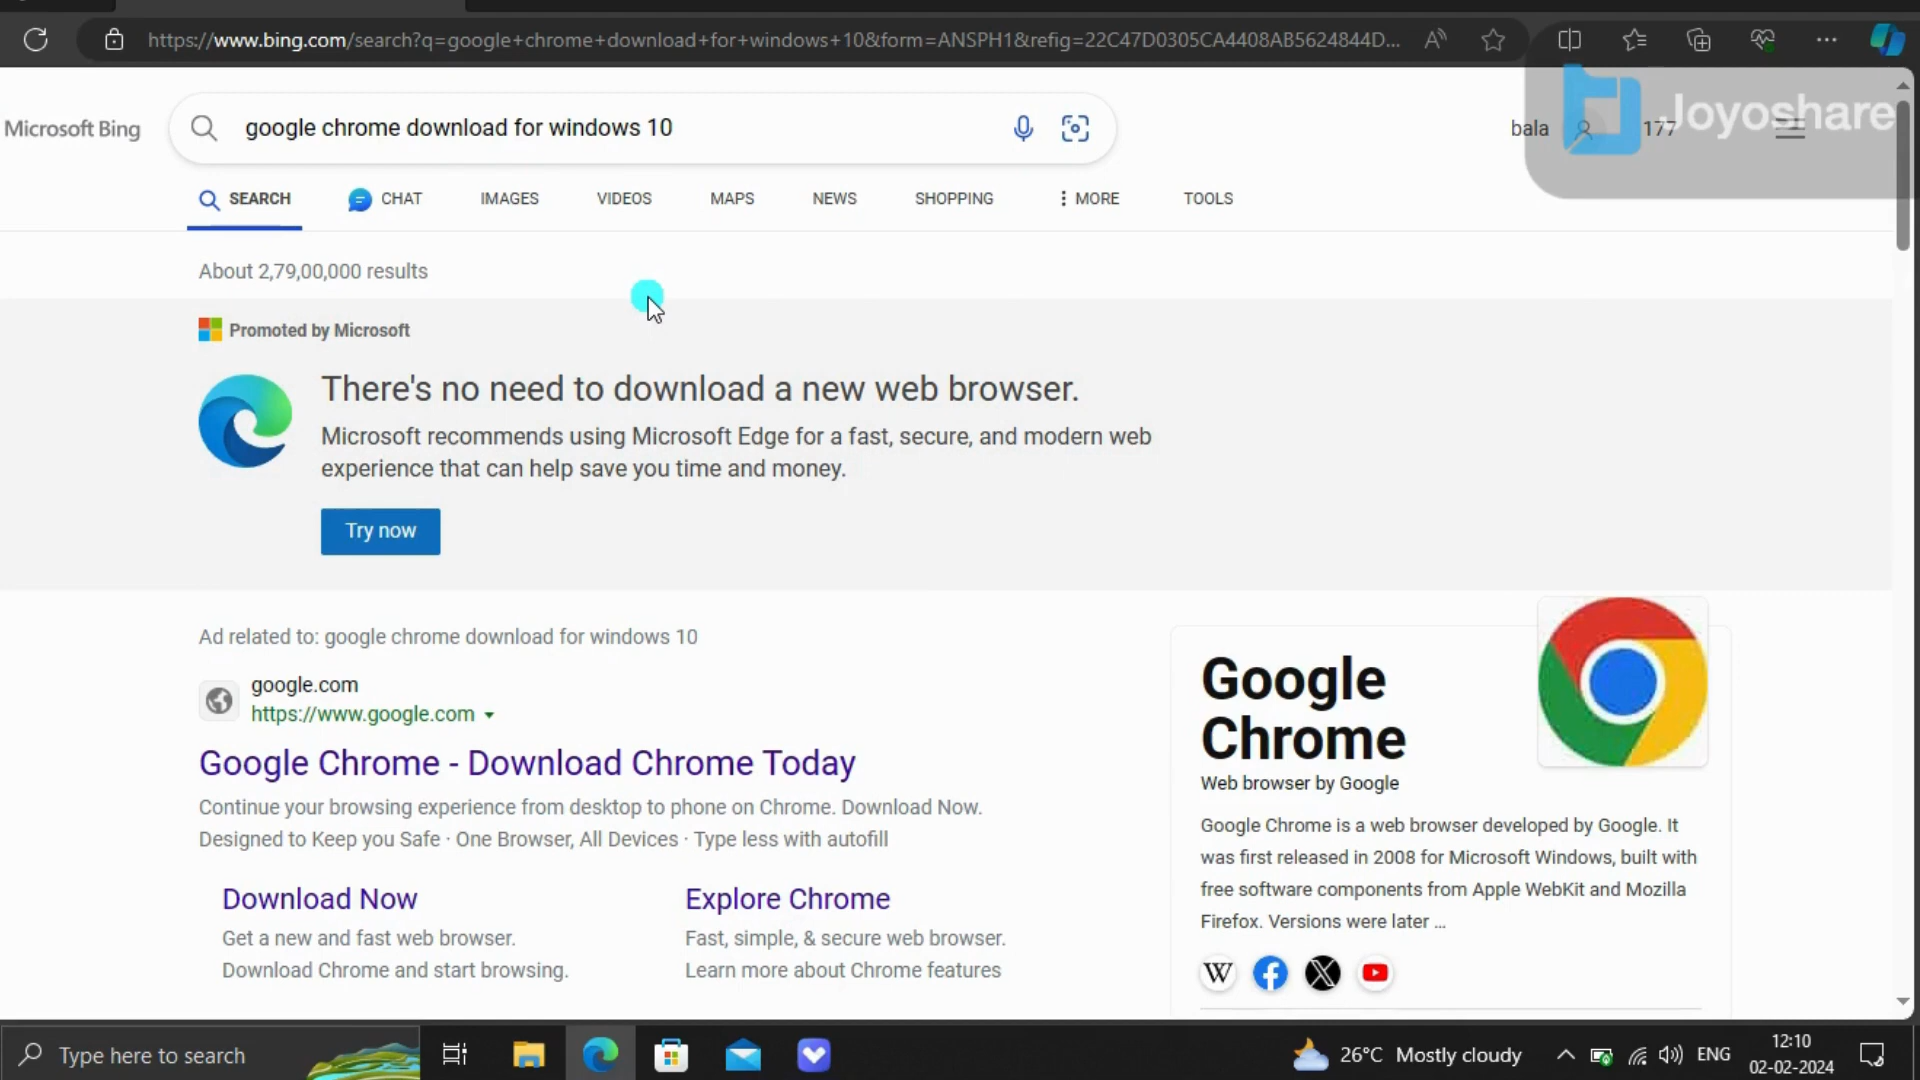 https://www.bing.com/search?q=google+chrome+download+for+windows+10&form=ANSPH1&refig=22C47D0305CA4408AB5624844D...
Microsoft Bing
google chrome download for windows 10
bala
177
Joyoshare
SEARCH
CHAT
IMAGES
VIDEOS
MAPS
NEWS
SHOPPING
MORE
TOOLS
About 2,79,00,000 results
Promoted by Microsoft
There's no need to download a new web browser.
Microsoft recommends using Microsoft Edge for a fast, secure, and modern web
experience that can help save you time and money.
Try now
Ad related to: google chrome download for windows 10
google.com
https://www.google.com
Google Chrome - Download Chrome Today
Continue your browsing experience from desktop to phone on Chrome. Download Now.
Designed to Keep you Safe · One Browser, All Devices · Type less with autofill
Download Now
Get a new and fast web browser.
Download Chrome and start browsing.
Explore Chrome
Fast, simple, & secure web browser.
Learn more about Chrome features
Google
Chrome
Web browser by Google
Google Chrome is a web browser developed by Google. It
was first released in 2008 for Microsoft Windows, built with
free software components from Apple WebKit and Mozilla
Firefox. Versions were later ...
W
Type here to search
26°C Mostly cloudy
ENG
12:10
02-02-2024